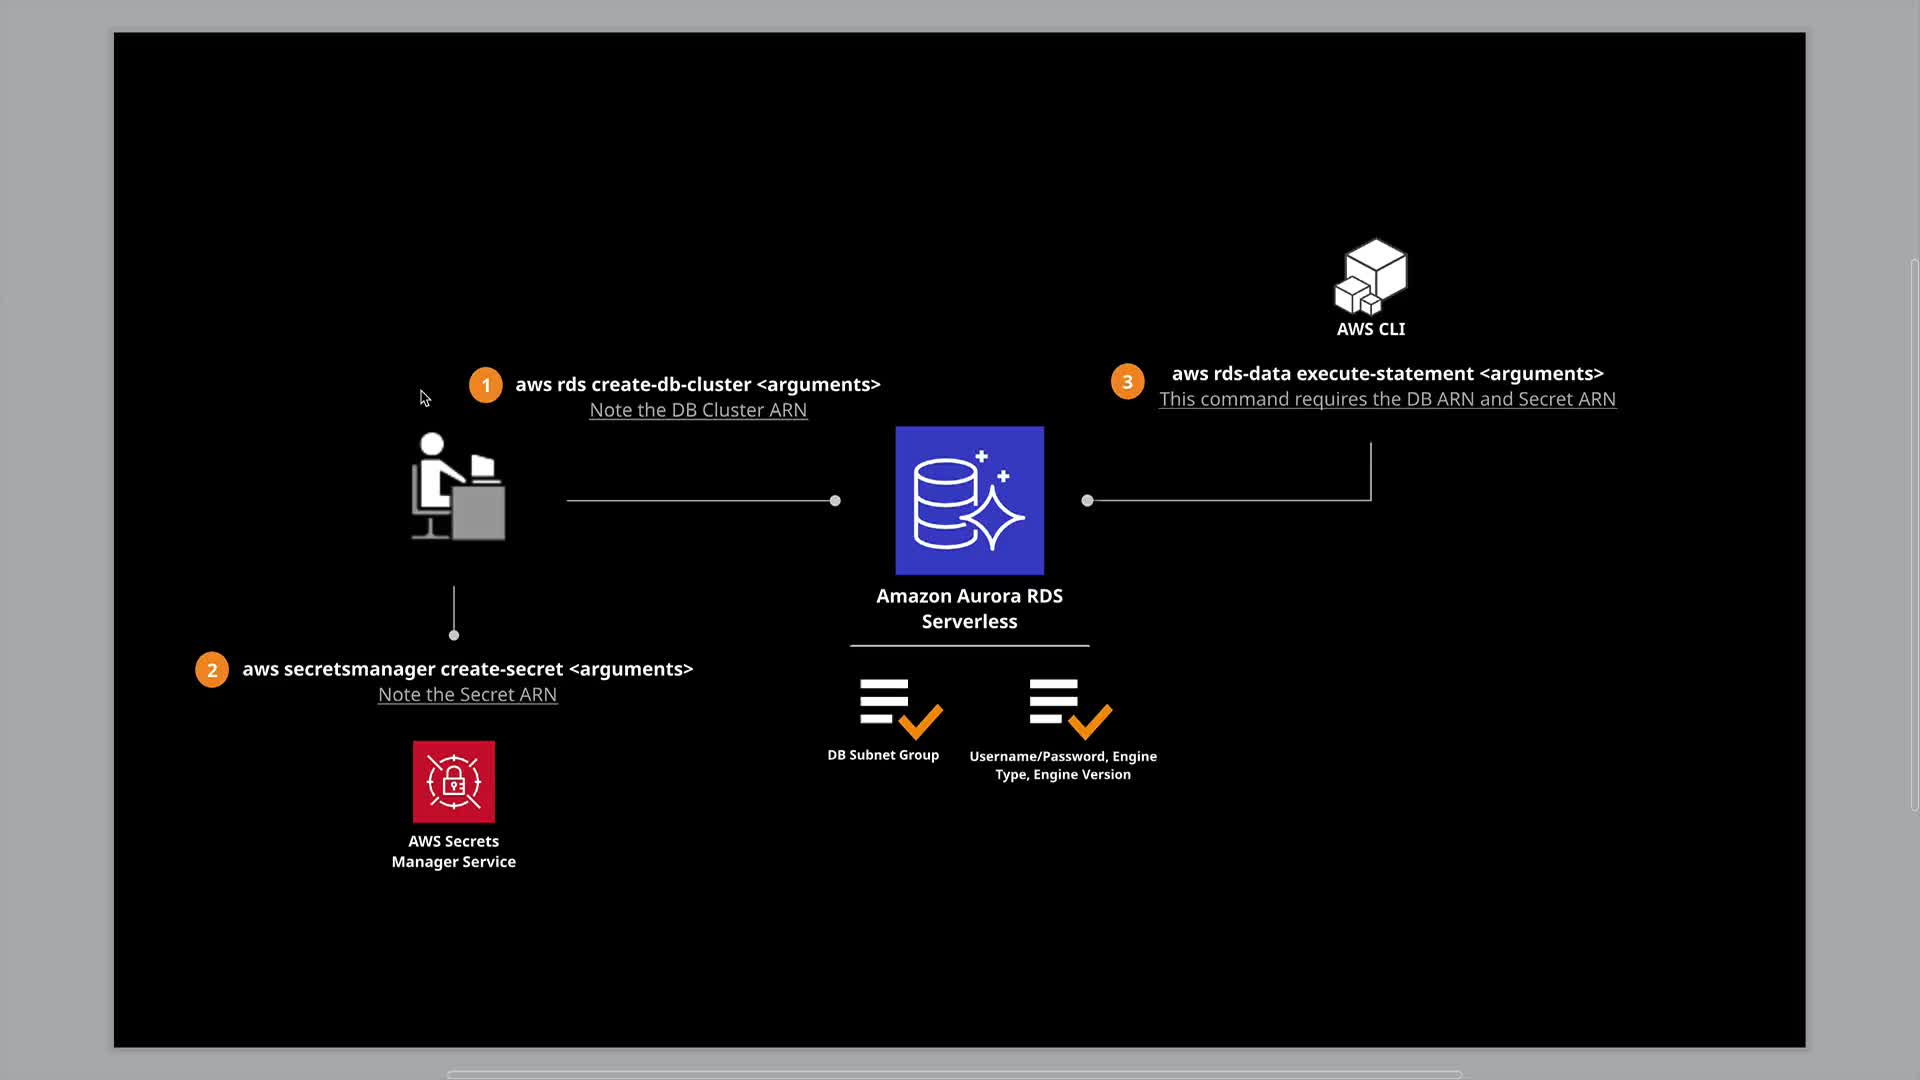 AWS CLI
1
aws rds create-db-cluster <arguments>
Note the DB Cluster ARN
3
aws rds-data execute-statement <arguments>
This command requires the DB ARN and Secret ARN
Amazon Aurora RDS
Serverless
2
aws secretsmanager create-secret <arguments>
Note the Secret ARN
DB Subnet Group
Username/Password, Engine
Type, Engine Version
AWS Secrets
Manager Service